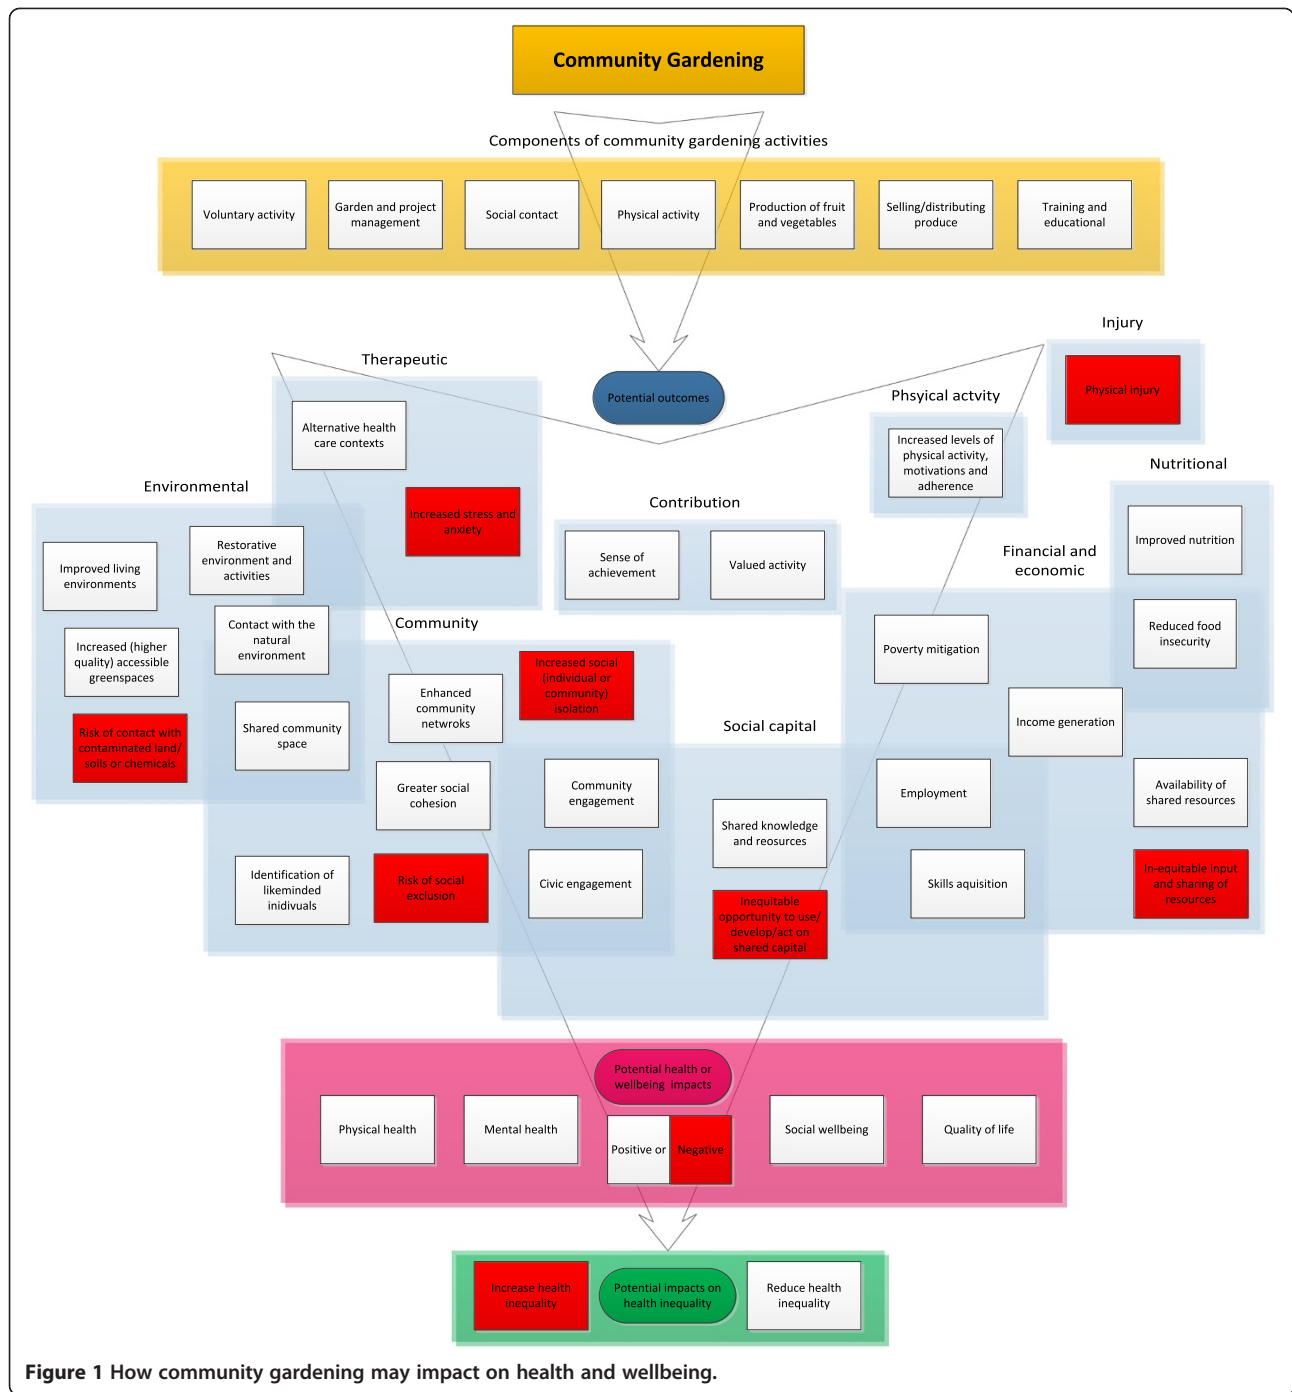 Community Gardening
Components of community gardening activities
Voluntary activity
Garden and project
management
Social contact
Physical activity
Production of fruit
and vegetables
Selling/distributing
produce
Training and
educational
Injury
Physical injury
Therapeutic
Potential outcomes
Phsyical actvity
Alternative health
care contexts
Increased stress and
anxiety
Increased levels of
physical activity,
motivations and
adherence
Nutritional
Improved nutrition
Reduced food
insecurity
Environmental
Improved living
environments
Restorative
environment and
activities
Contact with the
natural
environment
Increased (higher
quality) accessible
greenspaces
Risk of contact with
contaminated land/
soils or chemicals
Shared community
space
Contribution
Sense of
achievement
Valued activity
Financial and
economic
Poverty mitigation
Income generation
Employment
Availability of
shared resources
Skills aquisition
In-equitable input
and sharing of
resources
Community
Enhanced
community
netwroks
Increased social
(individual or
community)
isolation
Greater social
cohesion
Community
engagement
Identification of
likeminded
inidivuals
Risk of social
exclusion
Civic engagement
Social capital
Shared knowledge
and reosurces
Inequitable
opportunity to use/
develop/act on
shared capital
Potential health or
wellbeing impacts
Physical health
Mental health
Positive or
Negative
Social wellbeing
Quality of life
Increase health
inequality
Potential impacts on
health inequality
Reduce health
inequality
Figure 1 How community gardening may impact on health and wellbeing.